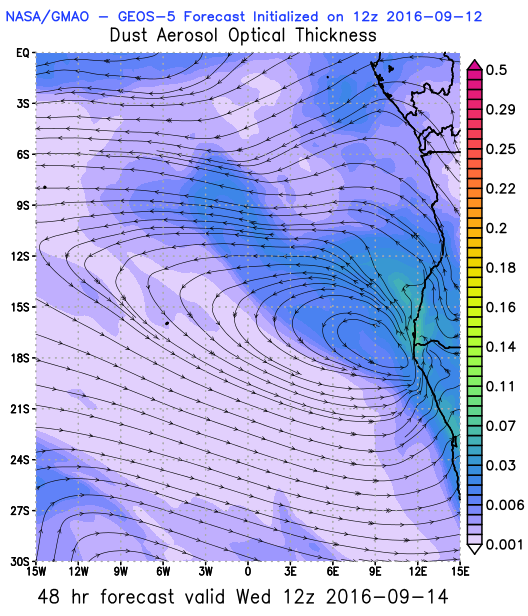 NASA/GMAO - GEOS-5 Forecast Initialized on 12z 2016-09-12
Dust Aerosol Optical Thickness
EQ
3S
6S
9S
12S
15S
18S
21S
24S
27S
30S
15W 12W 9W 6W 3W 0 3E 6E 9E 12E 15E
0.5
0.29
0.25
0.22
0.2
0.18
0.16
0.14
0.11
0.07
0.03
0.006
0.001
48 hr forecast valid Wed 12z 2016-09-14